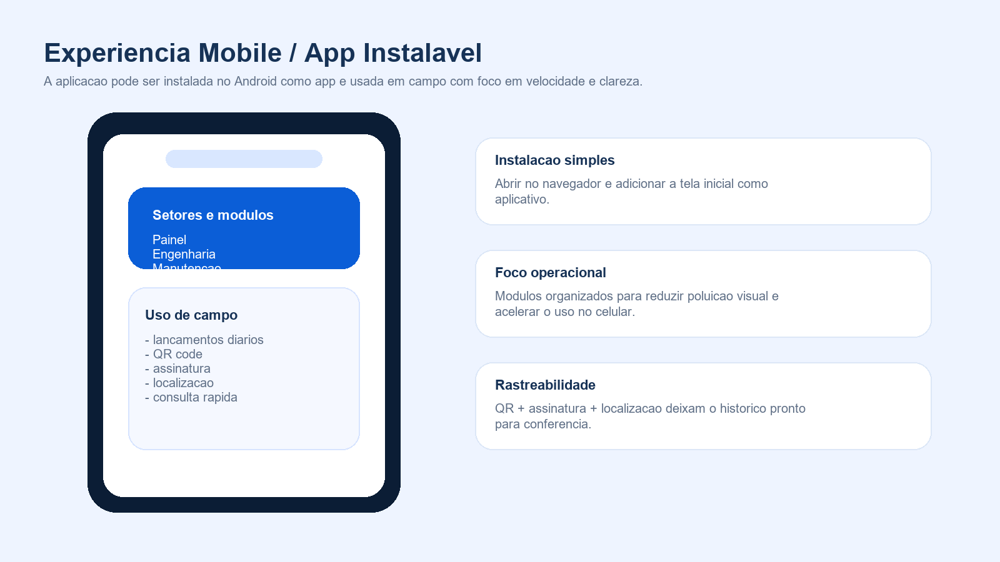 Experiencia Mobile / App Instalavel
A aplicacao pode ser instalada no Android como app e usada em campo com foco em velocidade e clareza.
Setores e modulos
Painel
Engenharia
Manutencao
Uso de campo
- lancamentos diarios
- QR code
- assinatura
- localizacao
- consulta rapida
Instalacao simples
Abrir no navegador e adicionar a tela inicial como
aplicativo.
Foco operacional
Modulos organizados para reduzir poluicao visual e
acelerar o uso no celular.
Rastreabilidade
QR + assinatura + localizacao deixam o historico pronto
para conferencia.